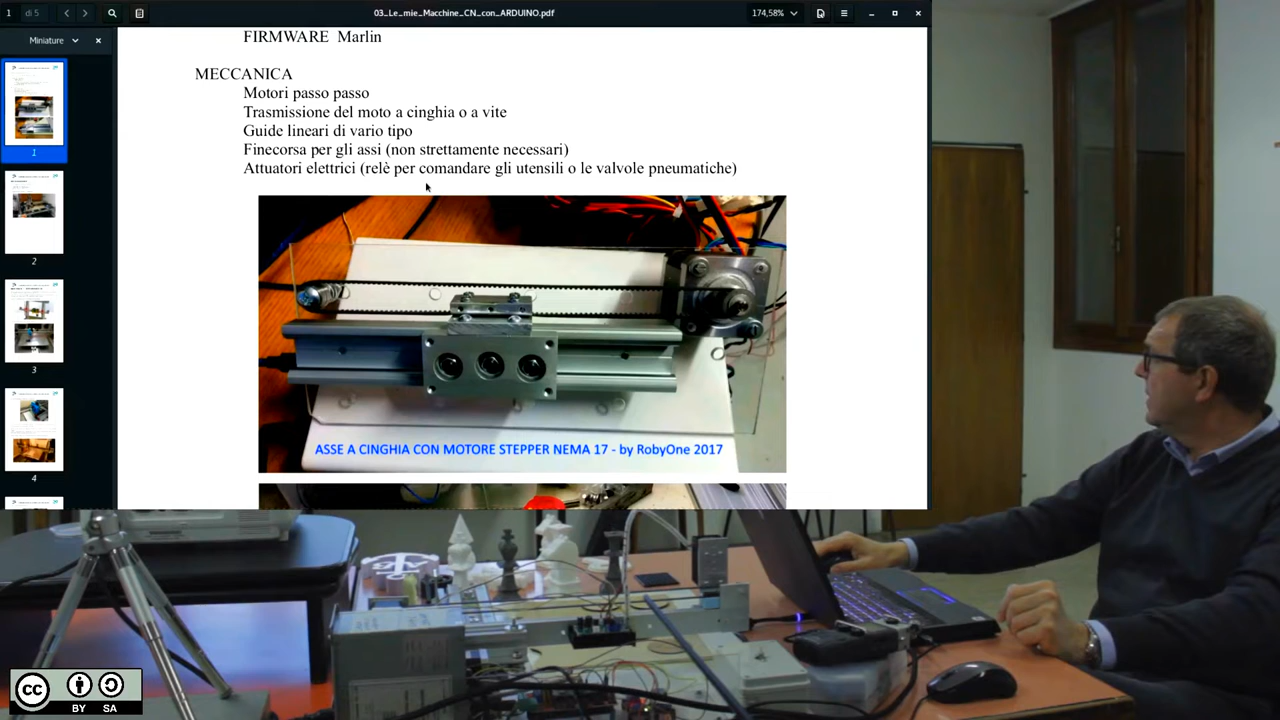 1 di 5
03_Le_mie_Macchine_CN_con_ARDUINO.pdf
174,58%
Miniature
1
2
3
4
FIRMWARE Marlin
MECCANICA
Motori passo passo
Trasmissione del moto a cinghia o a vite
Guide lineari di vario tipo
Finecorsa per gli assi (non strettamente necessari)
Attuatori elettrici (relè per comandare gli utensili o le valvole pneumatiche)
ASSE A CINGHIA CON MOTORE STEPPER NEMA 17 - by RobyOne 2017
cc
BY SA